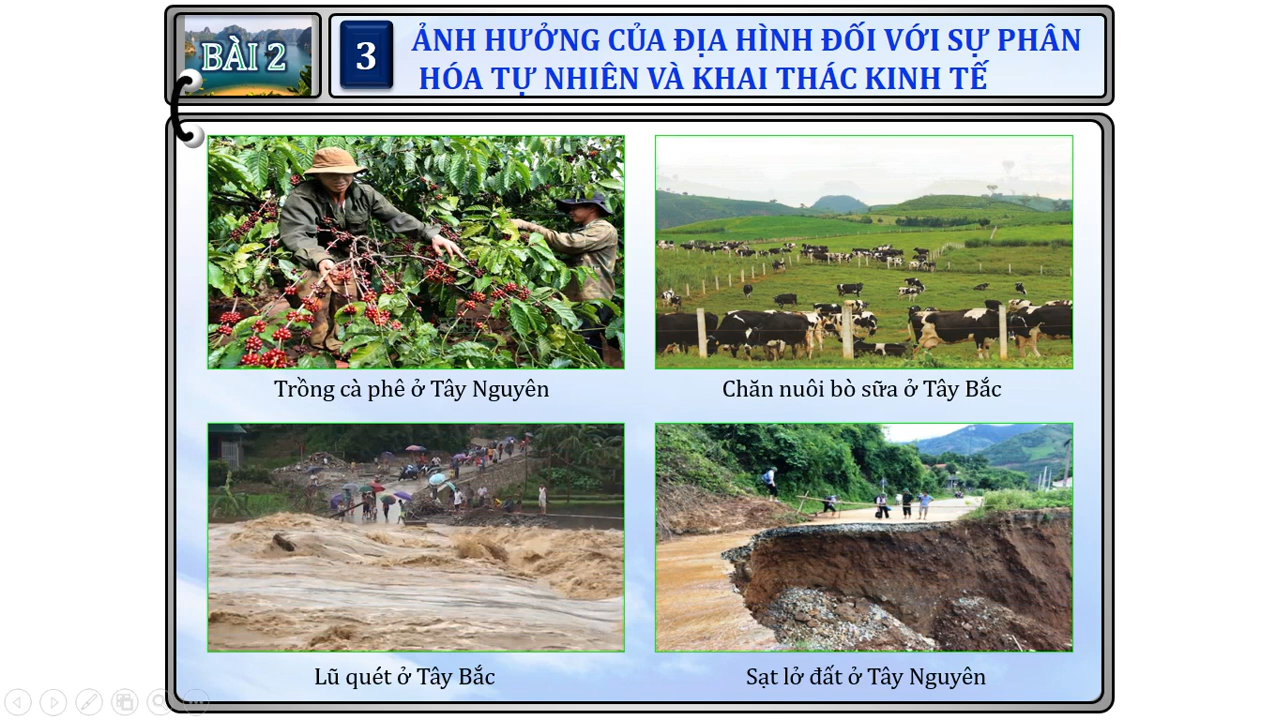 BÀI 2
3
ẢNH HƯỞNG CỦA ĐỊA HÌNH ĐỐI VỚI SỰ PHÂN
HÓA TỰ NHIÊN VÀ KHAI THÁC KINH TẾ
Trồng cà phê ở Tây Nguyên
Chăn nuôi bò sữa ở Tây Bắc
Lũ quét ở Tây Bắc
Sạt lở đất ở Tây Nguyên